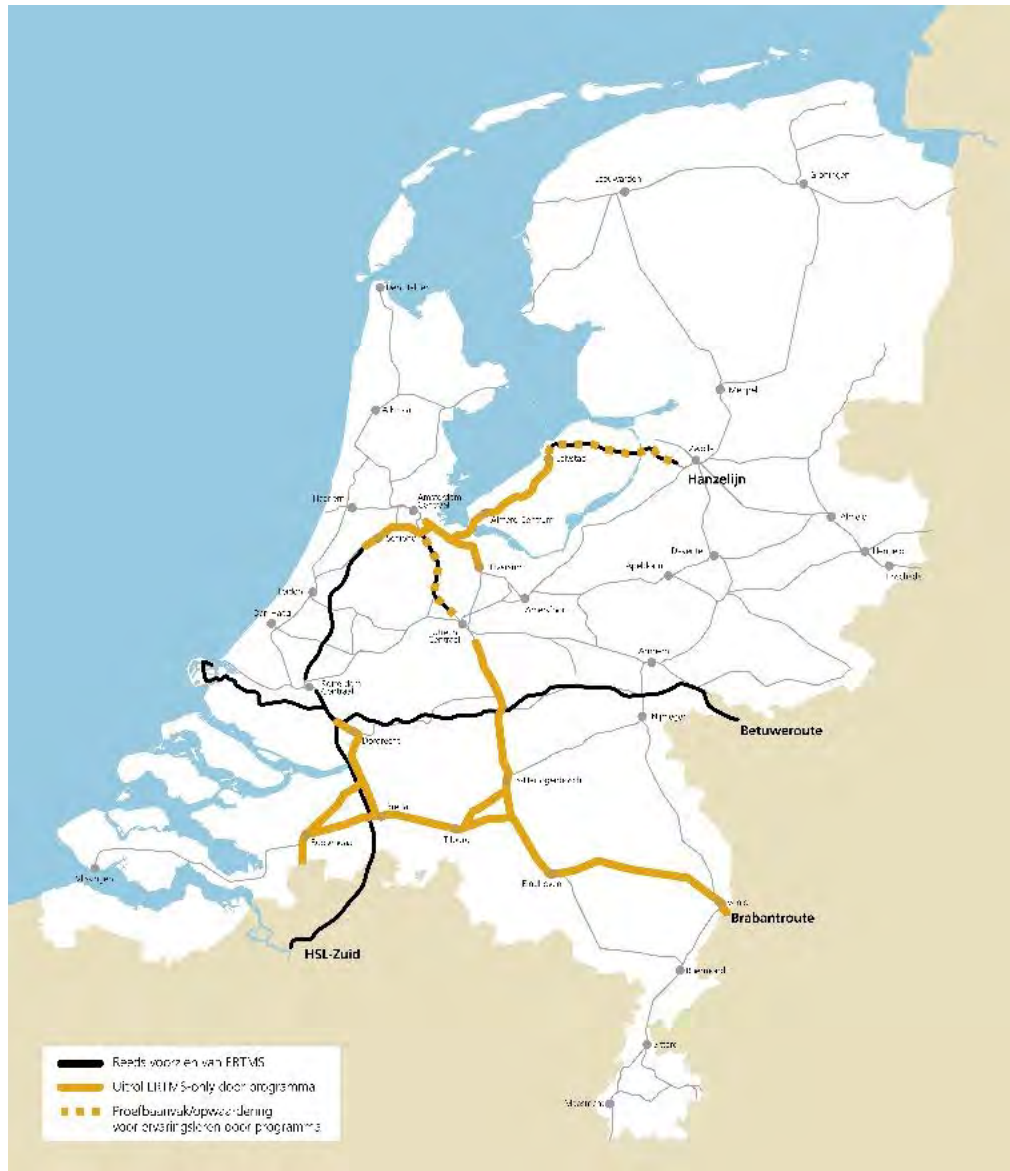 Leeuwarden
Groningen
Den Helder
Meppel
Alkmaar
Zwolle
Lelystad
Hanzelijn
Haarlem
Amsterdam
Centraal
Almere Centrum
Almelo
Schiphol
Deventer
Hengelo
Hilversum
Apeldoorn
Enschede
Leiden
Amersfoort
Den Haag
Utrecht
Centraal
Arnhem
Rotterdam
Centraal
Nijmegen
Betuweroute
Dordrecht
's-Hertogenbosch
Breda
Tilburg
Roosendaal
Vlissingen
Eindhoven
Venlo
Brabantroute
HSL-Zuid
Roermond
Sittard
Maastricht
Reeds voorzien van ERTMS
Uitrol ERTMS-only door programma
Proefbaanvak/opwaardering
voor ervaringsleren door programma